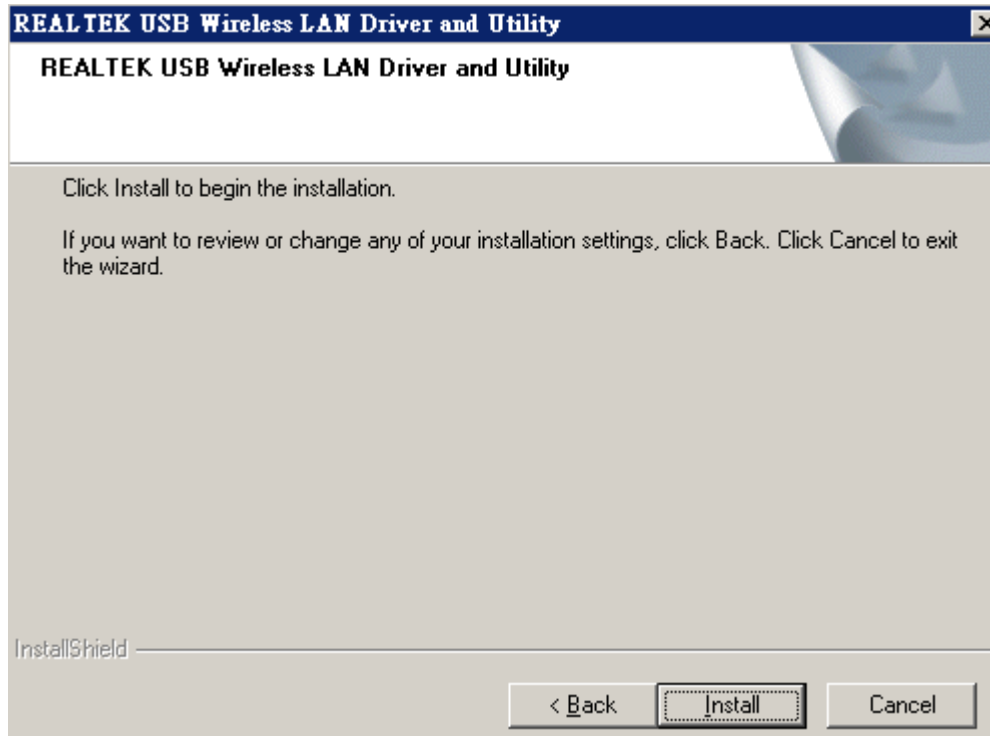 REALTEK USB Wireless LAN Driver and Utility
REALTEK USB Wireless LAN Driver and Utility
Click Install to begin the installation.
If you want to review or change any of your installation settings, click Back. Click Cancel to exit
the wizard.
InstallShield
< Back
Install
Cancel